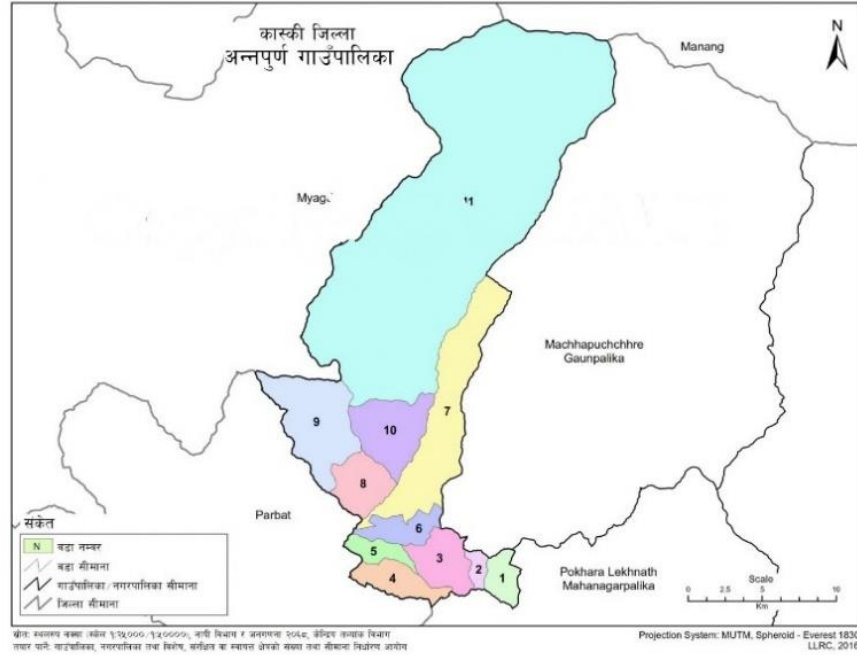 कास्की जिल्ला
अन्नपुर्ण गाउँपालिका
Manang
N
11
Machhapuchchhre
Gaunpalika
7
9
10
8
Parbat
6
5
3
4
2
1
Pokhara Lekhnath
Mahanagarpalika
संकेत
N वडा नम्बर
वडा सीमाना
गाउँपालिका/नगरपालिका सीमाना
जिल्ला सीमाना
Scale
0 2.5 5 10
Km
Projection System: MUTM, Spheroid - Everest 1830
LLRC, 2016